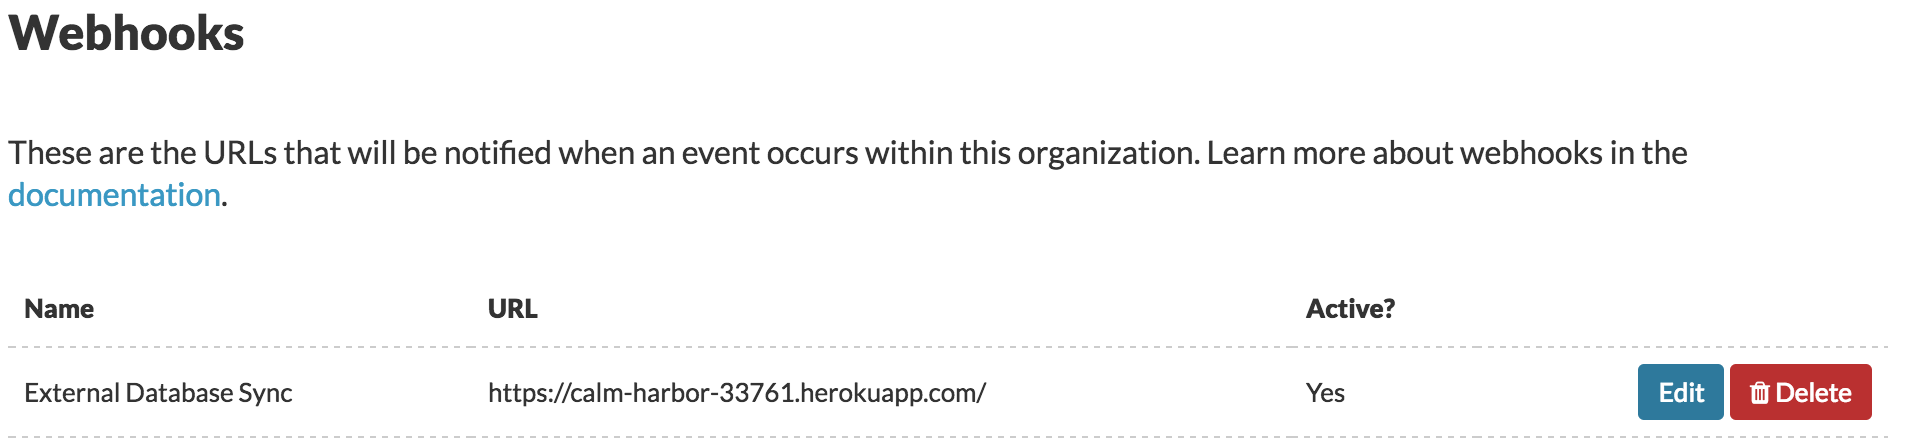 Webhooks
These are the URLs that will be notified when an event occurs within this organization. Learn more about webhooks in the
documentation.
Name URL Active?
External Database Sync https://calm-harbor-33761.herokuapp.com/ Yes Edit Delete